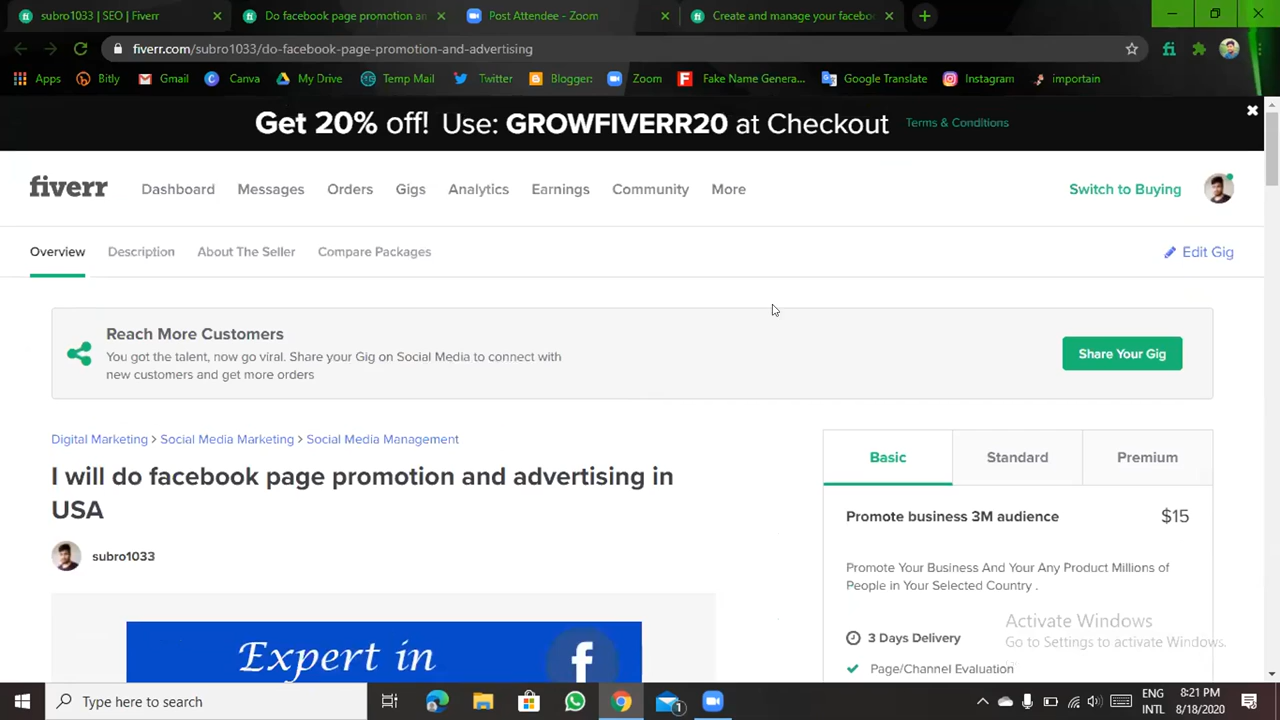 subro1033 | SEO | Fiverr
Do facebook page promotion an
Post Attendee - Zoom
Create and manage your facebo
fiverr.com/subro1033/do-facebook-page-promotion-and-advertising
fi
Apps Bitly Gmail Canva My Drive Temp Mail Twitter Blogger: Zoom Fake Name Genera... Google Translate Instagram importain
Get 20% off! Use: GROWFIVERR20 at Checkout Terms & Conditions
fiverr Dashboard Messages Orders Gigs Analytics Earnings Community More Switch to Buying
Overview Description About The Seller Compare Packages Edit Gig
Reach More Customers
You got the talent, now go viral. Share your Gig on Social Media to connect with
new customers and get more orders
Share Your Gig
Digital Marketing > Social Media Marketing > Social Media Management
I will do facebook page promotion and advertising in
USA
subro1033
Expert in
f
Basic Standard Premium
Promote business 3M audience $15
Promote Your Business And Your Any Product Millions of
People in Your Selected Country .
3 Days Delivery
Page/Channel Evaluation
Activate Windows
Go to Settings to activate Windows.
Type here to search
1
ENG
INTL
8:21 PM
8/18/2020